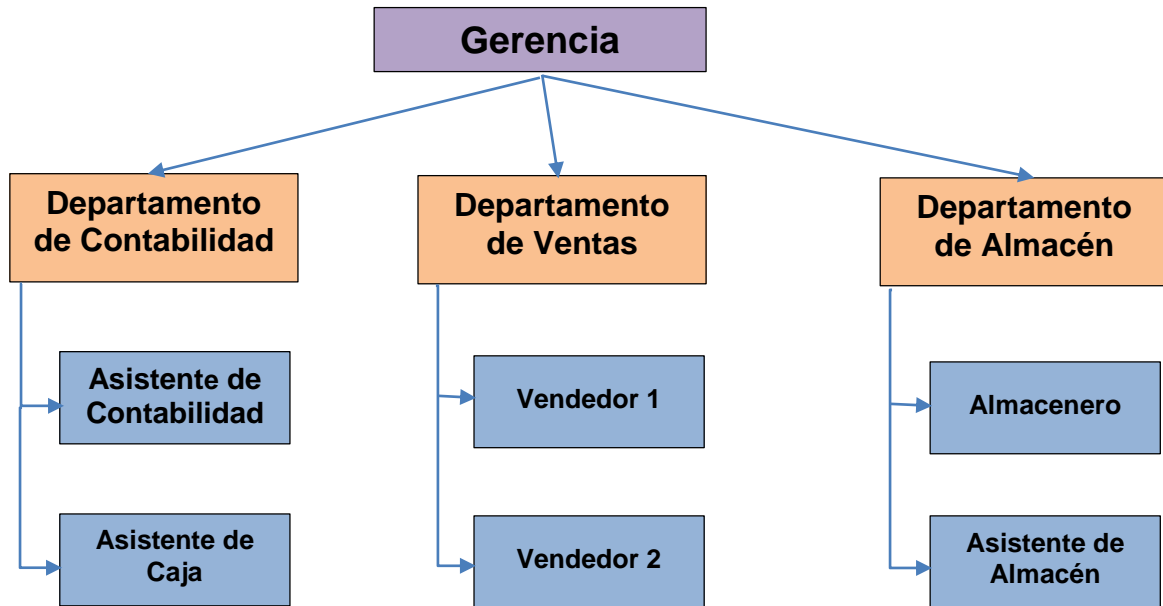 Gerencia
Departamento
de Contabilidad
Departamento
de Ventas
Departamento
de Almacén
Asistente de
Contabilidad
Vendedor 1
Almacenero
Asistente de
Caja
Vendedor 2
Asistente de
Almacén